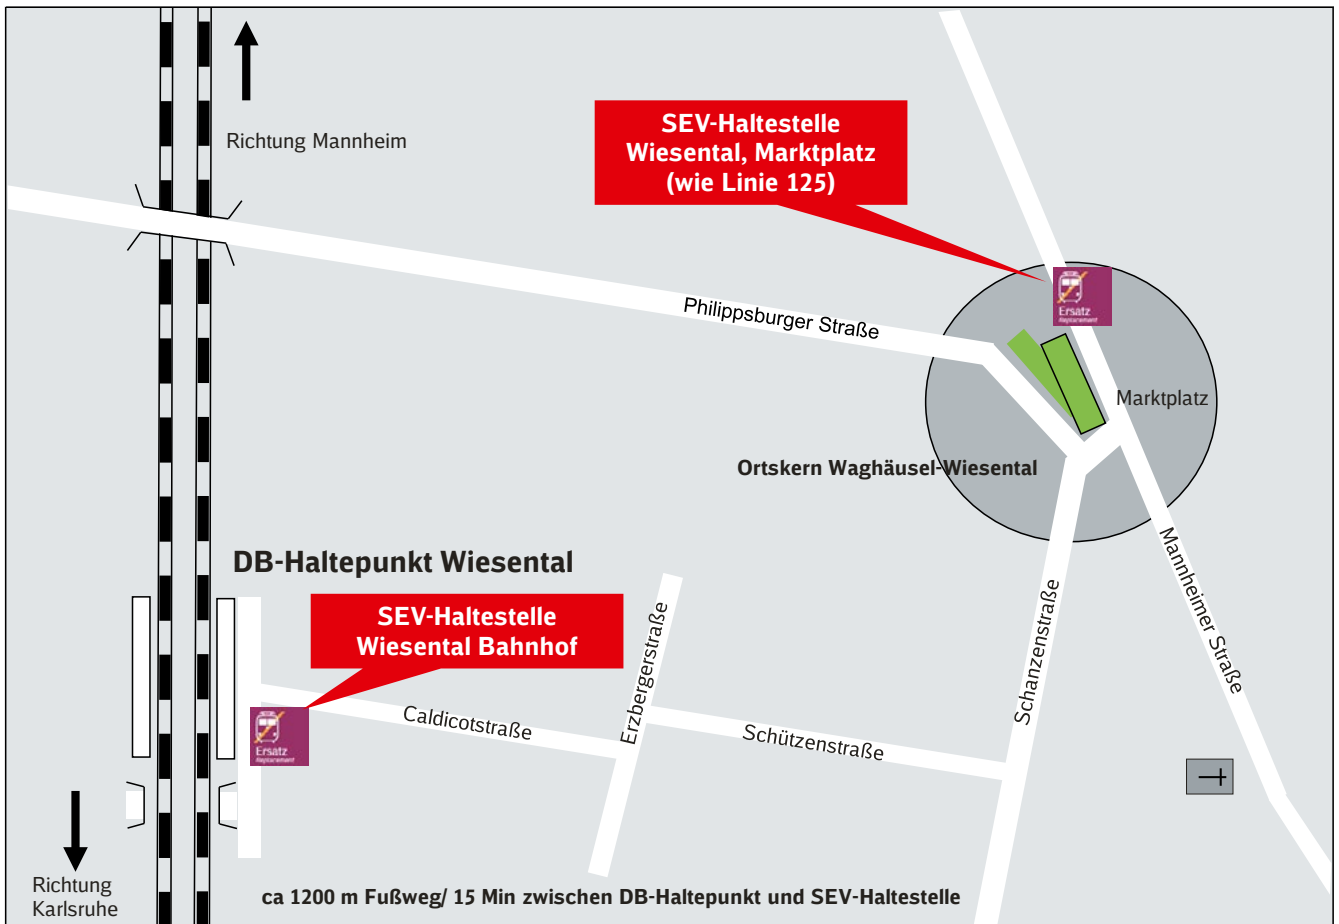 Richtung Mannheim
SEV-Haltestelle
Wiesental, Marktplatz
(wie Linie 125)
Ersatz
Replacement
Philippsburger Straße
Marktplatz
Ortskern Waghäusel-Wiesental
DB-Haltepunkt Wiesental
SEV-Haltestelle
Wiesental Bahnhof
Ersatz
Replacement
Caldicotstraße
Erzbergerstraße
Schützenstraße
Schanzenstraße
Mannheimer Straße
Richtung
Karlsruhe
ca 1200 m Fußweg/ 15 Min zwischen DB-Haltepunkt und SEV-Haltestelle